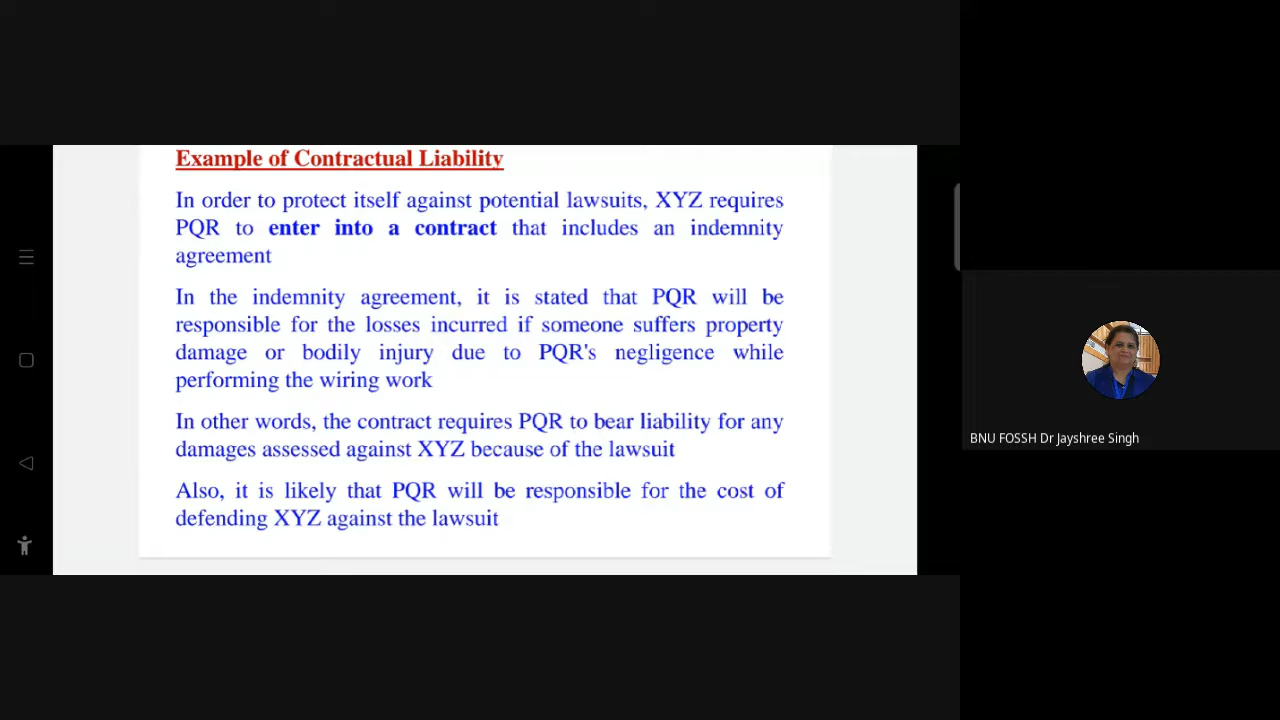 Example of Contractual Liability
In order to protect itself against potential lawsuits, XYZ requires
PQR to enter into a contract that includes an indemnity
agreement
In the indemnity agreement, it is stated that PQR will be
responsible for the losses incurred if someone suffers property
damage or bodily injury due to PQR's negligence while
performing the wiring work
In other words, the contract requires PQR to bear liability for any
damages assessed against XYZ because of the lawsuit
Also, it is likely that PQR will be responsible for the cost of
defending XYZ against the lawsuit
BNU FOSSH Dr Jayshree Singh